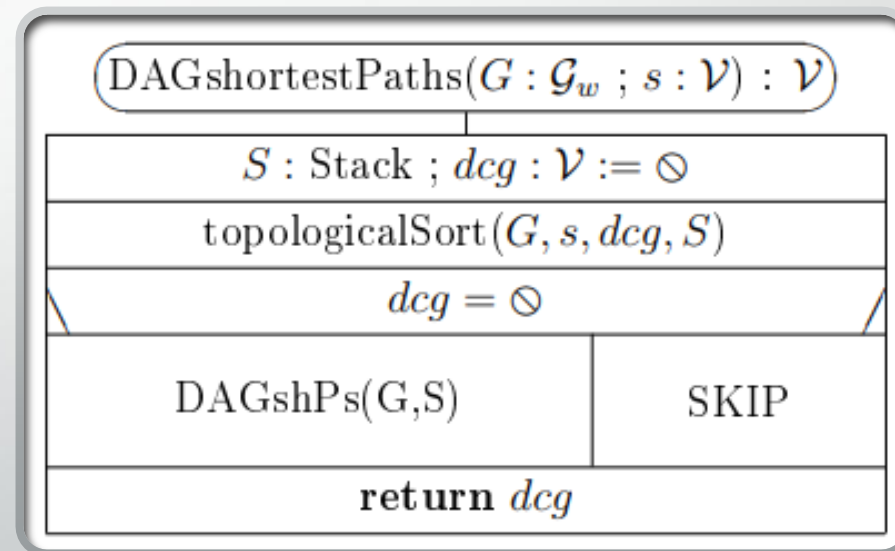 DAGshortestPaths(G : 𝒢_w ; s : 𝒱) : 𝒱
S : Stack ; dcg : 𝒱 := ⦸
topologicalSort(G, s, dcg, S)
dcg = ⦸
DAGshPs(G,S) SKIP
return dcg